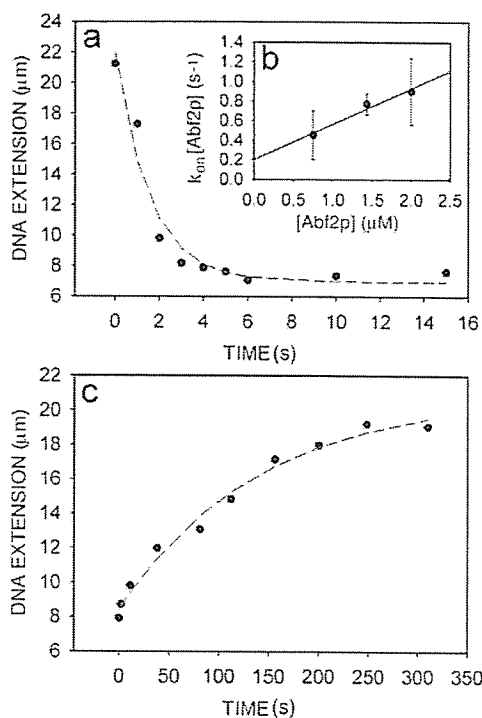 a
DNA EXTENSION (µm)
24
22
20
18
16
14
12
10
8
6
0 2 4 6 8 10 12 14 16
TIME (s)
b
k_on[Abf2p] (s⁻¹)
1.4
1.2
1.0
0.8
0.6
0.4
0.2
0.0
0.0 0.5 1.0 1.5 2.0 2.5
[Abf2p] (µM)
c
DNA EXTENSION (µm)
22
20
18
16
14
12
10
8
6
0 50 100 150 200 250 300 350
TIME (s)